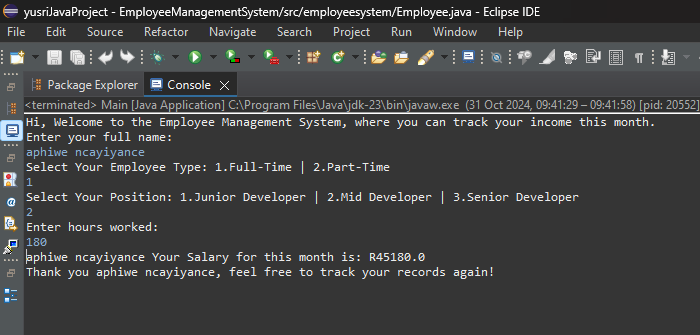 yusriJavaProject - EmployeeManagementSystem/src/employeesystem/Employee.java - Eclipse IDE
File Edit Source Refactor Navigate Search Project Run Window Help
Package Explorer Console
<terminated> Main [Java Application] C:\Program Files\Java\jdk-23\bin\javaw.exe (31 Oct 2024, 09:41:29 – 09:41:58) [pid: 20552]
Hi, Welcome to the Employee Management System, where you can track your income this month.
Enter your full name:
aphiwe ncayiyance
Select Your Employee Type: 1.Full-Time | 2.Part-Time
1
Select Your Position: 1.Junior Developer | 2.Mid Developer | 3.Senior Developer
2
Enter hours worked:
180
aphiwe ncayiyance Your Salary for this month is: R45180.0
Thank you aphiwe ncayiyance, feel free to track your records again!